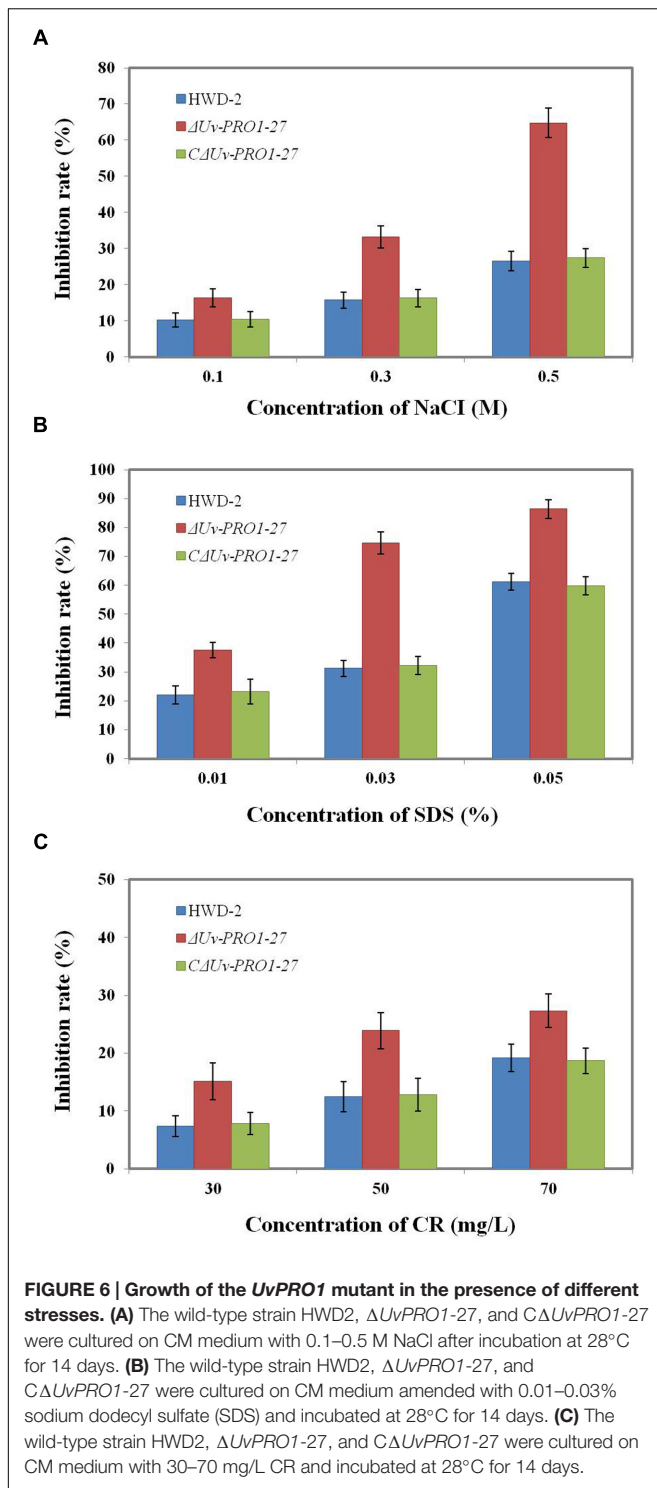 A
80
70
60
50
40
30
20
10
0
Inhibition rate (%)
HWD-2
ΔUv-PRO1-27
CΔUv-PRO1-27
0.1 0.3 0.5
Concentration of NaCI (M)
B
100
90
80
70
60
50
40
30
20
10
0
Inhibition rate (%)
HWD-2
ΔUv-PRO1-27
CΔUv-PRO1-27
0.01 0.03 0.05
Concentration of SDS (%)
C
50
40
30
20
10
0
Inhibition rate (%)
HWD-2
ΔUv-PRO1-27
CΔUv-PRO1-27
30 50 70
Concentration of CR (mg/L)
FIGURE 6 | Growth of the UvPRO1 mutant in the presence of different
stresses. (A) The wild-type strain HWD2, ΔUvPRO1-27, and CΔUvPRO1-27
were cultured on CM medium with 0.1–0.5 M NaCl after incubation at 28°C
for 14 days. (B) The wild-type strain HWD2, ΔUvPRO1-27, and
CΔUvPRO1-27 were cultured on CM medium amended with 0.01–0.03%
sodium dodecyl sulfate (SDS) and incubated at 28°C for 14 days. (C) The
wild-type strain HWD2, ΔUvPRO1-27, and CΔUvPRO1-27 were cultured on
CM medium with 30–70 mg/L CR and incubated at 28°C for 14 days.